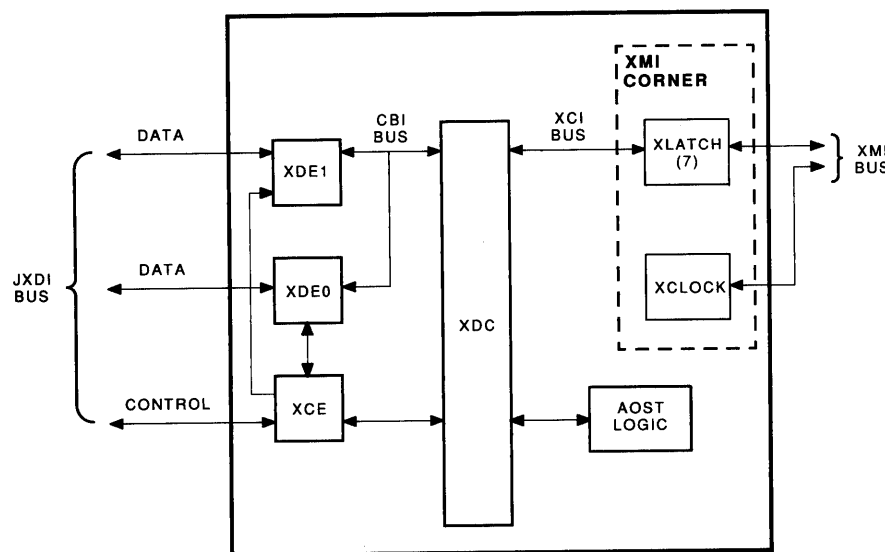 XMI
CORNER
CBI
BUS
XCI
BUS
DATA
XDE1
XLATCH
(7)
XMI
BUS
JXDI
BUS
DATA
XDE0
XDC
XCLOCK
CONTROL
XCE
AOST
LOGIC